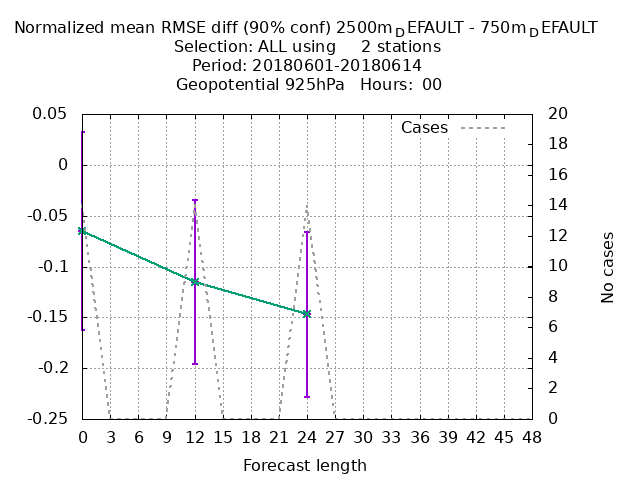 Normalized mean RMSE diff (90% conf) 2500mDEFAULT - 750mDEFAULT
Selection: ALL using 2 stations
Period: 20180601-20180614
Geopotential 925hPa Hours: 00
0.05
0
-0.05
-0.1
-0.15
-0.2
-0.25
Cases
20
18
16
14
12
10
8
6
4
2
0
No cases
0 3 6 9 12 15 18 21 24 27 30 33 36 39 42 45 48
Forecast length